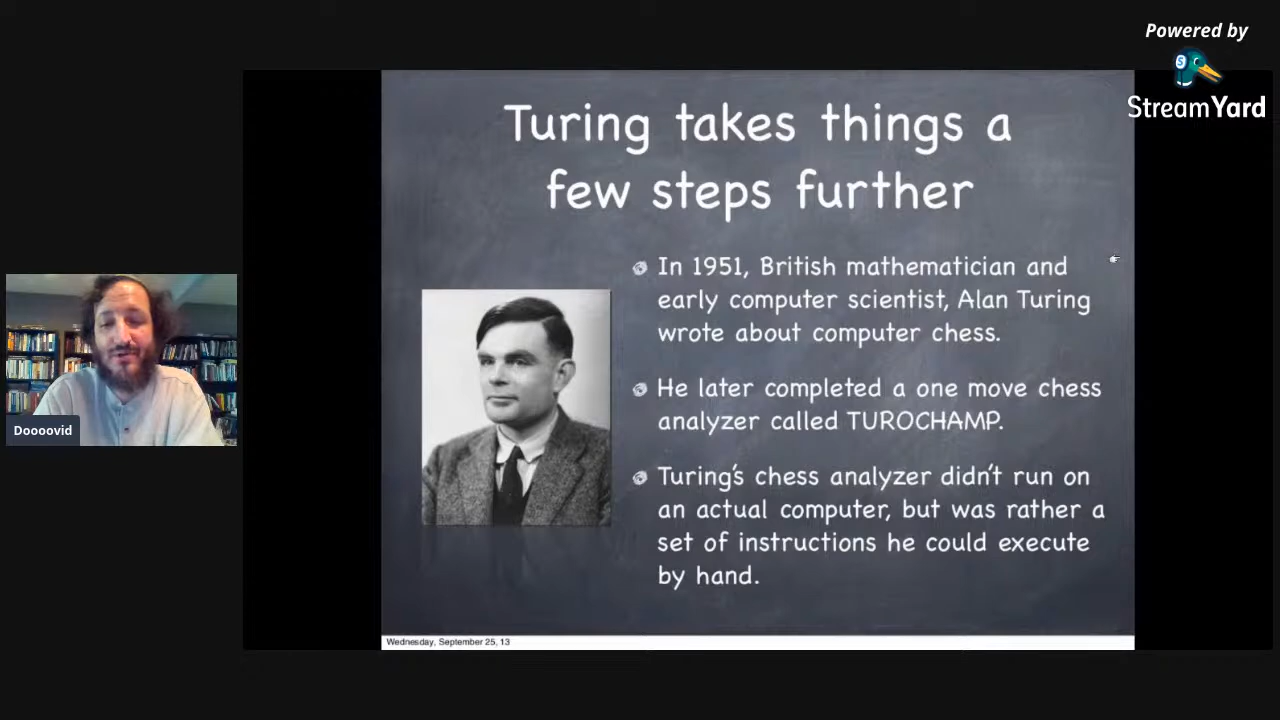 Powered by
StreamYard
Turing takes things a
few steps further
In 1951, British mathematician and
early computer scientist, Alan Turing
wrote about computer chess.
He later completed a one move chess
analyzer called TUROCHAMP.
Turing's chess analyzer didn't run on
an actual computer, but was rather a
set of instructions he could execute
by hand.
Doooovid
Wednesday, September 25, 13